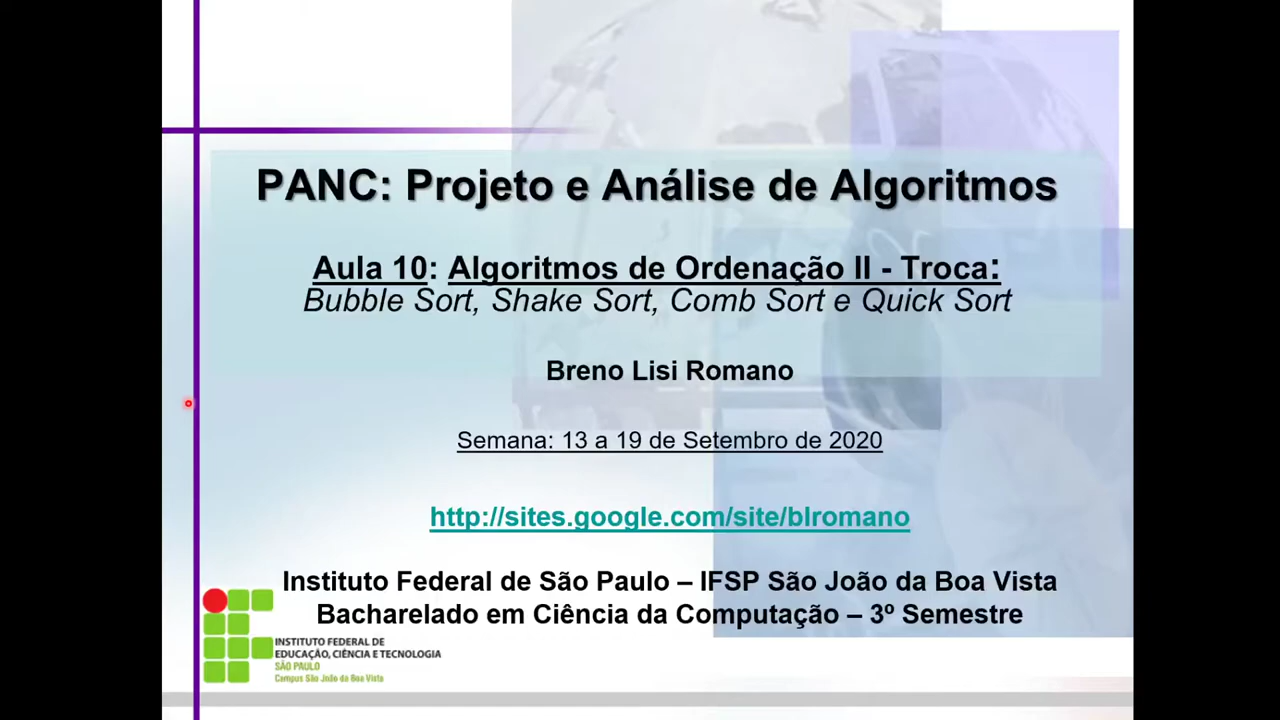 PANC: Projeto e Análise de Algoritmos
Aula 10: Algoritmos de Ordenação II - Troca:
Bubble Sort, Shake Sort, Comb Sort e Quick Sort
Breno Lisi Romano
Semana: 13 a 19 de Setembro de 2020
http://sites.google.com/site/blromano
Instituto Federal de São Paulo – IFSP São João da Boa Vista
Bacharelado em Ciência da Computação – 3º Semestre
INSTITUTO FEDERAL DE
EDUCAÇÃO, CIÊNCIA E TECNOLOGIA
SÃO PAULO
Campus São João da Boa Vista